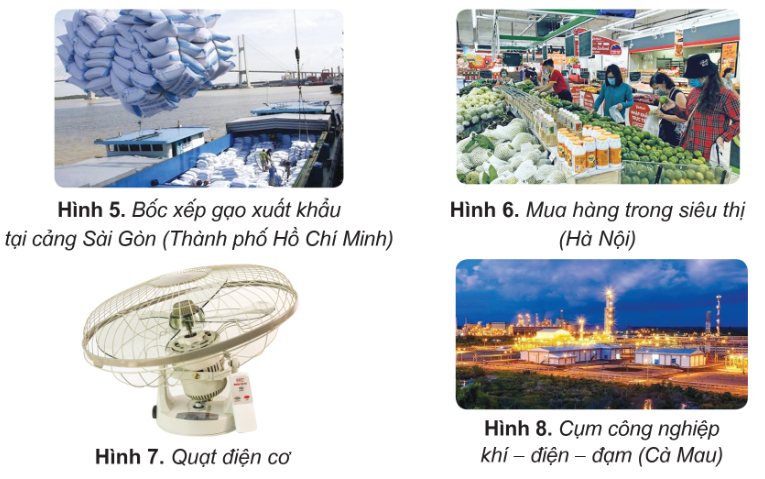 Hình 5. Bốc xếp gạo xuất khẩu
tại cảng Sài Gòn (Thành phố Hồ Chí Minh)
Hình 6. Mua hàng trong siêu thị
(Hà Nội)
Hình 7. Quạt điện cơ
Hình 8. Cụm công nghiệp
khí – điện – đạm (Cà Mau)